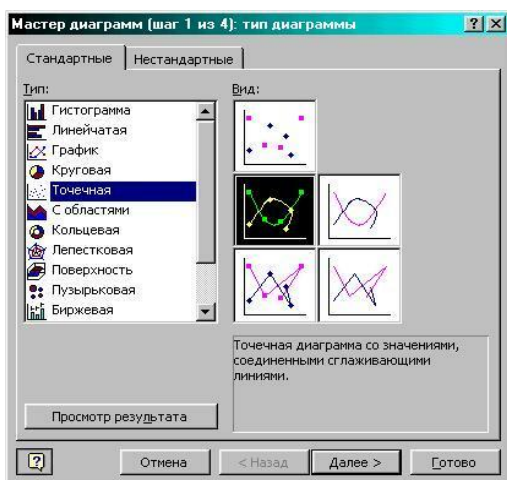 Мастер диаграмм (шаг 1 из 4): тип диаграммы
Стандартные Нестандартные
Тип: Вид:
Гистограмма
Линейчатая
График
Круговая
Точечная
С областями
Кольцевая
Лепестковая
Поверхность
Пузырьковая
Биржевая
Точечная диаграмма со значениями,
соединенными сглаживающими
линиями.
Просмотр результата
Отмена < Назад Далее > Готово